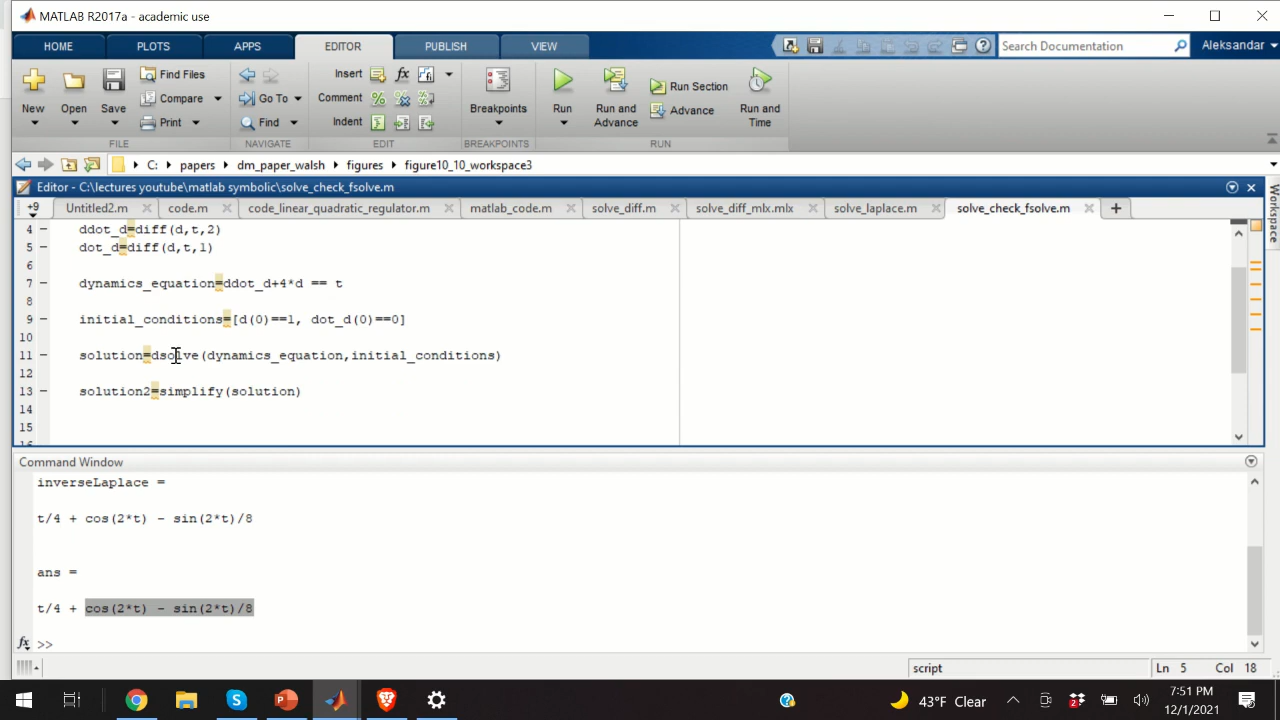 MATLAB R2017a - academic use
HOME PLOTS APPS EDITOR PUBLISH VIEW Search Documentation Aleksandar
New Open Save Find Files Compare Print Go To Find Insert Comment Indent fx Breakpoints Run Run and Advance Run Section Advance Run and Time
FILE NAVIGATE EDIT BREAKPOINTS RUN
C: papers dm_paper_walsh figures figure10_10_workspace3
Editor - C:\lectures youtube\matlab symbolic\solve_check_fsolve.m
+9 Untitled2.m code.m code_linear_quadratic_regulator.m matlab_code.m solve_diff.m solve_diff_mlx.mlx solve_laplace.m solve_check_fsolve.m
Workspace
4 - ddot_d=diff(d,t,2)
5 - dot_d=diff(d,t,1)
6
7 - dynamics_equation=ddot_d+4*d == t
8
9 - initial_conditions=[d(0)==1, dot_d(0)==0]
10
11 - solution=dsolve(dynamics_equation,initial_conditions)
12
13 - solution2=simplify(solution)
14
15
16
Command Window
inverseLaplace =
t/4 + cos(2*t) - sin(2*t)/8
ans =
t/4 + cos(2*t) - sin(2*t)/8
fx >>
script Ln 5 Col 18
43°F Clear
7:51 PM
12/1/2021